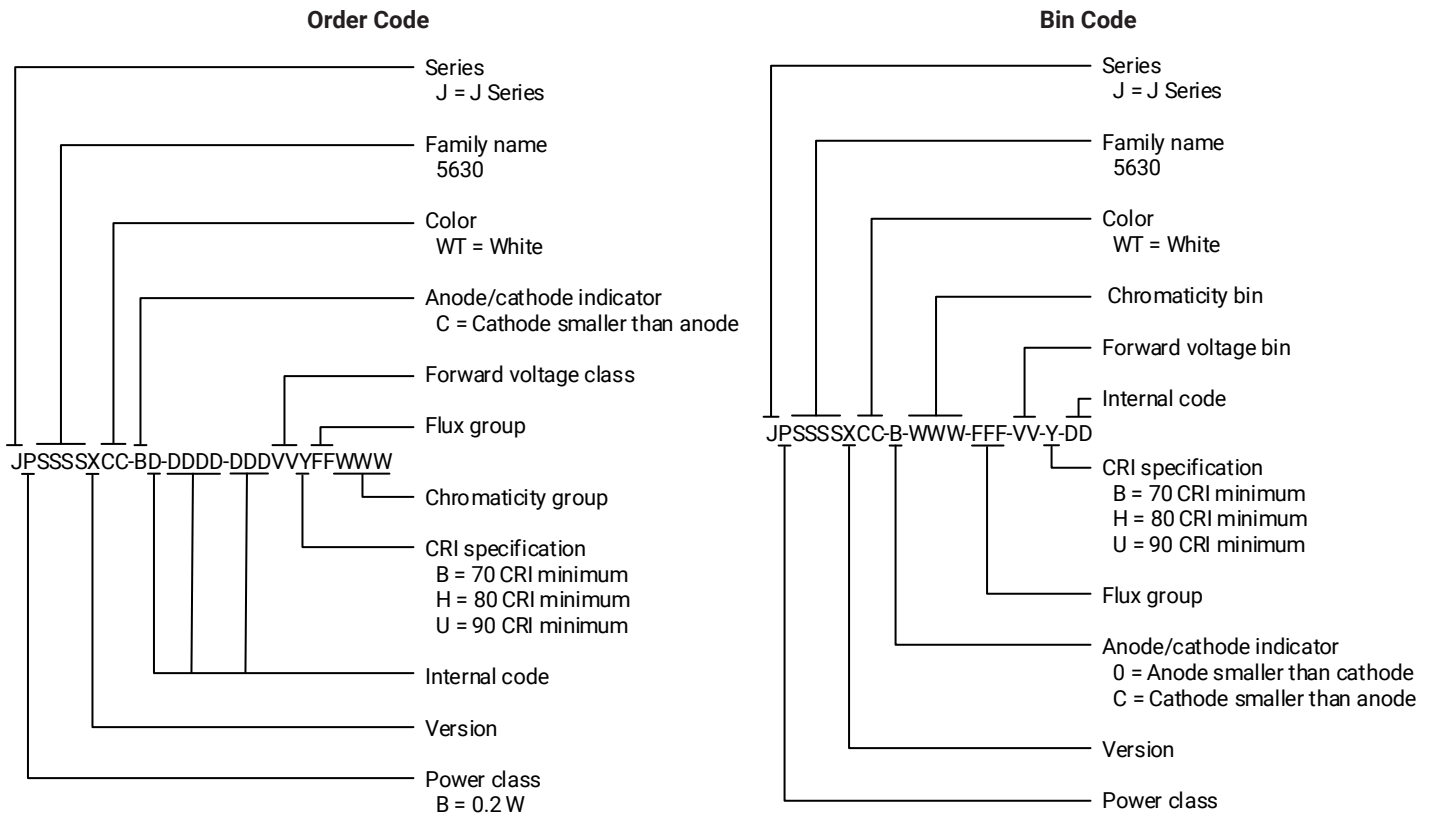 Order Code
Series
J = J Series
Family name
5630
Color
WT = White
Anode/cathode indicator
C = Cathode smaller than anode
Forward voltage class
Flux group
JPSSSSXCC-BD-DDDD-DDDVVYFFWWW
Chromaticity group
CRI specification
B = 70 CRI minimum
H = 80 CRI minimum
U = 90 CRI minimum
Internal code
Version
Power class
B = 0.2 W
Bin Code
Series
J = J Series
Family name
5630
Color
WT = White
Chromaticity bin
Forward voltage bin
Internal code
JPSSSSXCC-B-WWW-FFF-VV-Y-DD
CRI specification
B = 70 CRI minimum
H = 80 CRI minimum
U = 90 CRI minimum
Flux group
Anode/cathode indicator
0 = Anode smaller than cathode
C = Cathode smaller than anode
Version
Power class